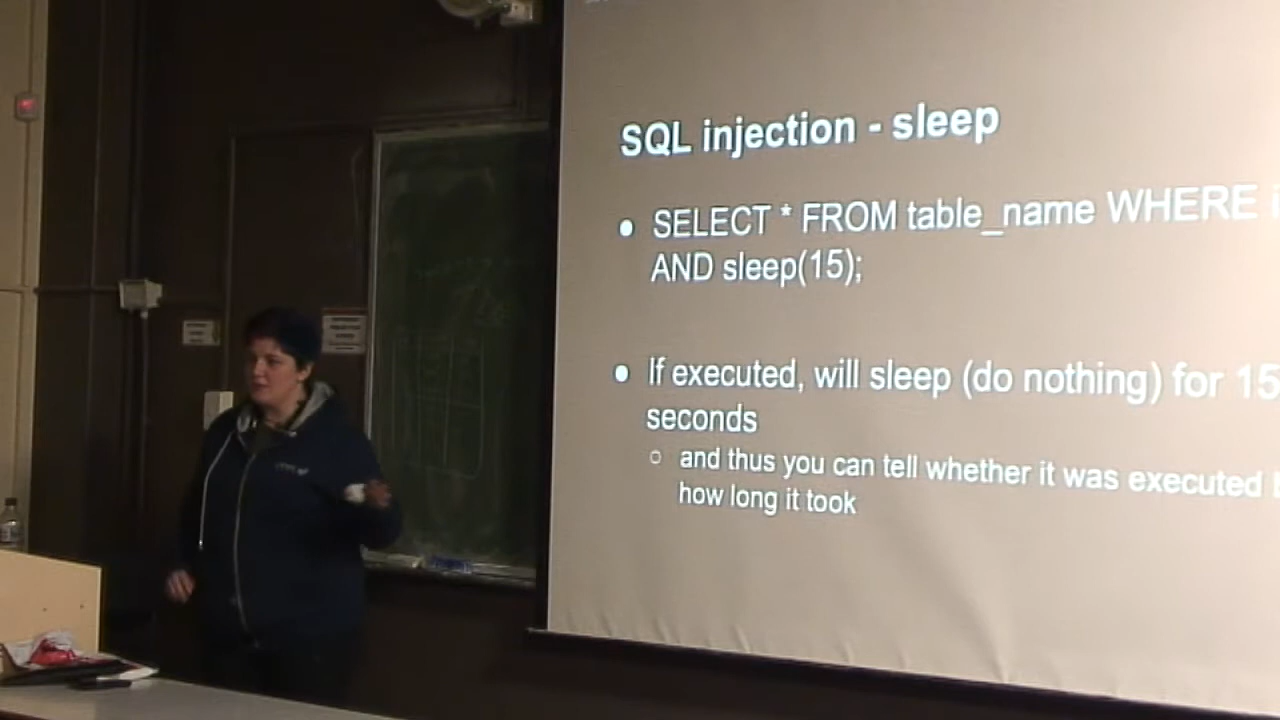 SQL injection - sleep
SELECT * FROM table_name WHERE
AND sleep(15);
If executed, will sleep (do nothing) for 15
seconds
and thus you can tell whether it was executed
how long it took